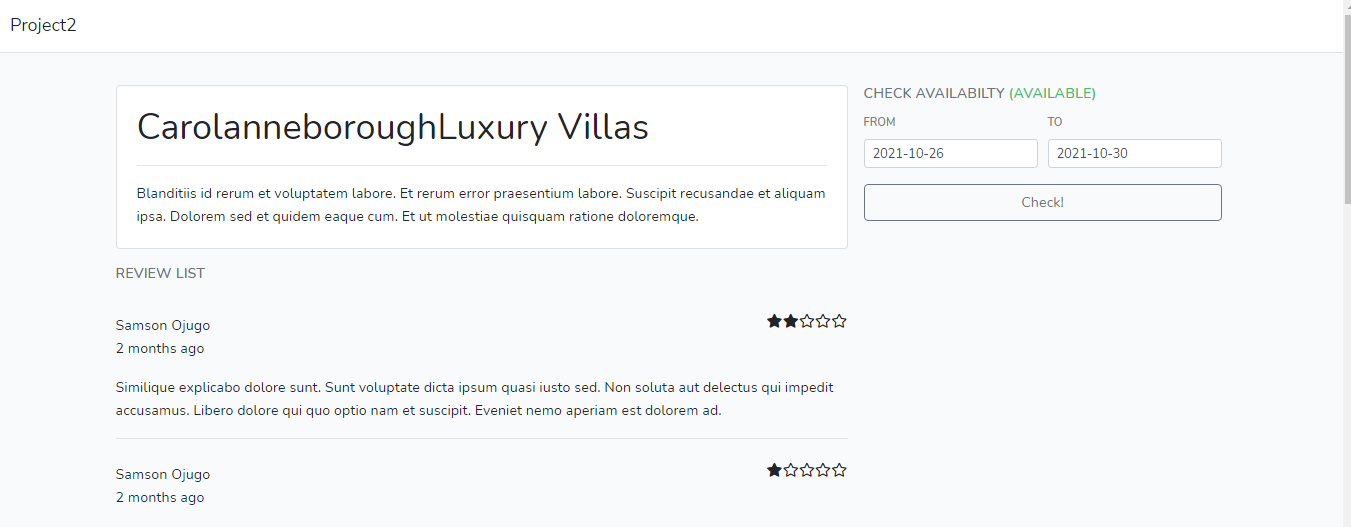 Project2
CarolanneboroughLuxury Villas
Blanditiis id rerum et voluptatem labore. Et rerum error praesentium labore. Suscipit recusandae et aliquam
ipsa. Dolorem sed et quidem eaque cum. Et ut molestiae quisquam ratione doloremque.
CHECK AVAILABILTY (AVAILABLE)
FROM TO
2021-10-26 2021-10-30
Check!
REVIEW LIST
Samson Ojugo
2 months ago
Similique explicabo dolore sunt. Sunt voluptate dicta ipsum quasi iusto sed. Non soluta aut delectus qui impedit
accusamus. Libero dolore qui quo optio nam et suscipit. Eveniet nemo aperiam est dolorem ad.
Samson Ojugo
2 months ago